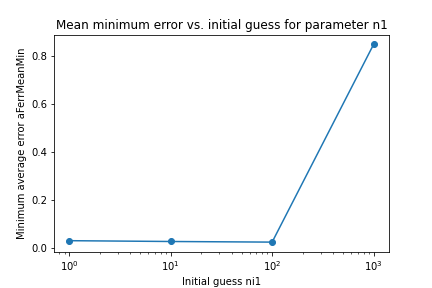 Mean minimum error vs. initial guess for parameter n1
Minimum average error aFerrMeanMin
0.8
0.6
0.4
0.2
0.0
10⁰ 10¹ 10² 10³
Initial guess ni1